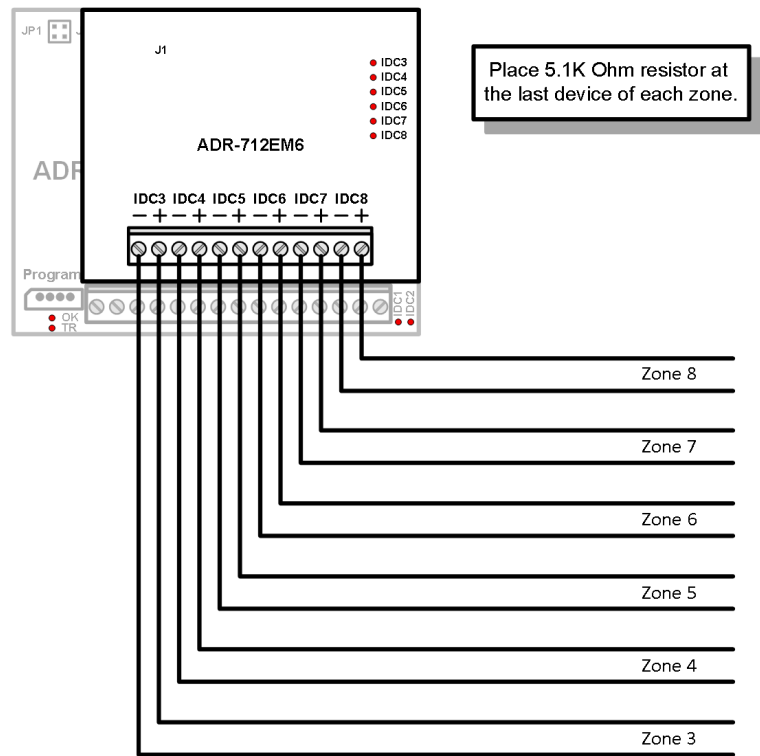 JP1 J
J1
IDC3
IDC4
IDC5
IDC6
IDC7
IDC8
Place 5.1K Ohm resistor at
the last device of each zone.
ADR-712EM6
ADR
IDC3 IDC4 IDC5 IDC6 IDC7 IDC8
− + − + − + − + − + − +
Program
OK
TR
IDC1
IDC2
Zone 8
Zone 7
Zone 6
Zone 5
Zone 4
Zone 3